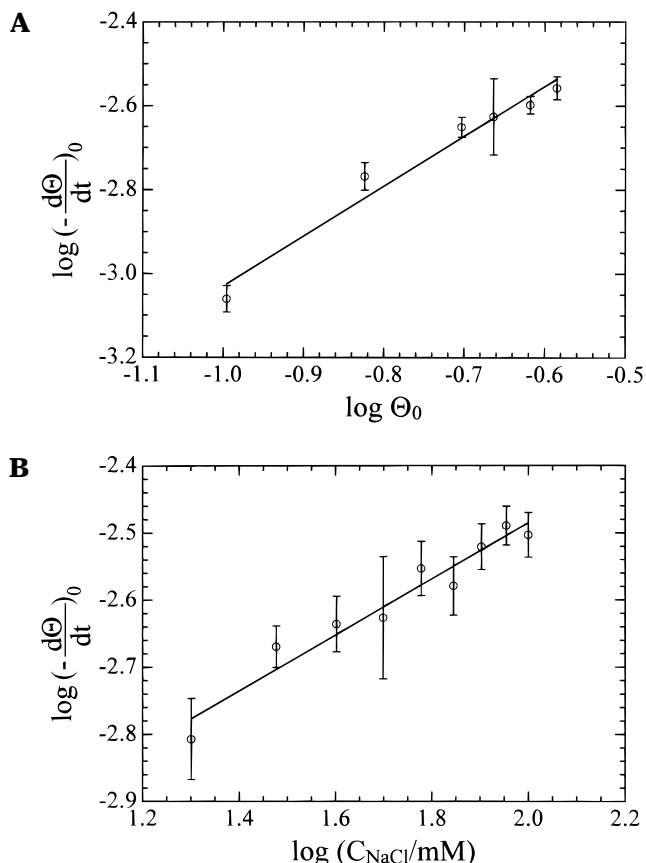 A
-2.4
-2.6
-2.8
-3.0
-3.2
log (-dΘ/dt)₀
-1.1 -1.0 -0.9 -0.8 -0.7 -0.6 -0.5
log Θ₀
B
-2.4
-2.5
-2.6
-2.7
-2.8
-2.9
log (-dΘ/dt)₀
1.2 1.4 1.6 1.8 2.0 2.2
log (C_NaCl/mM)